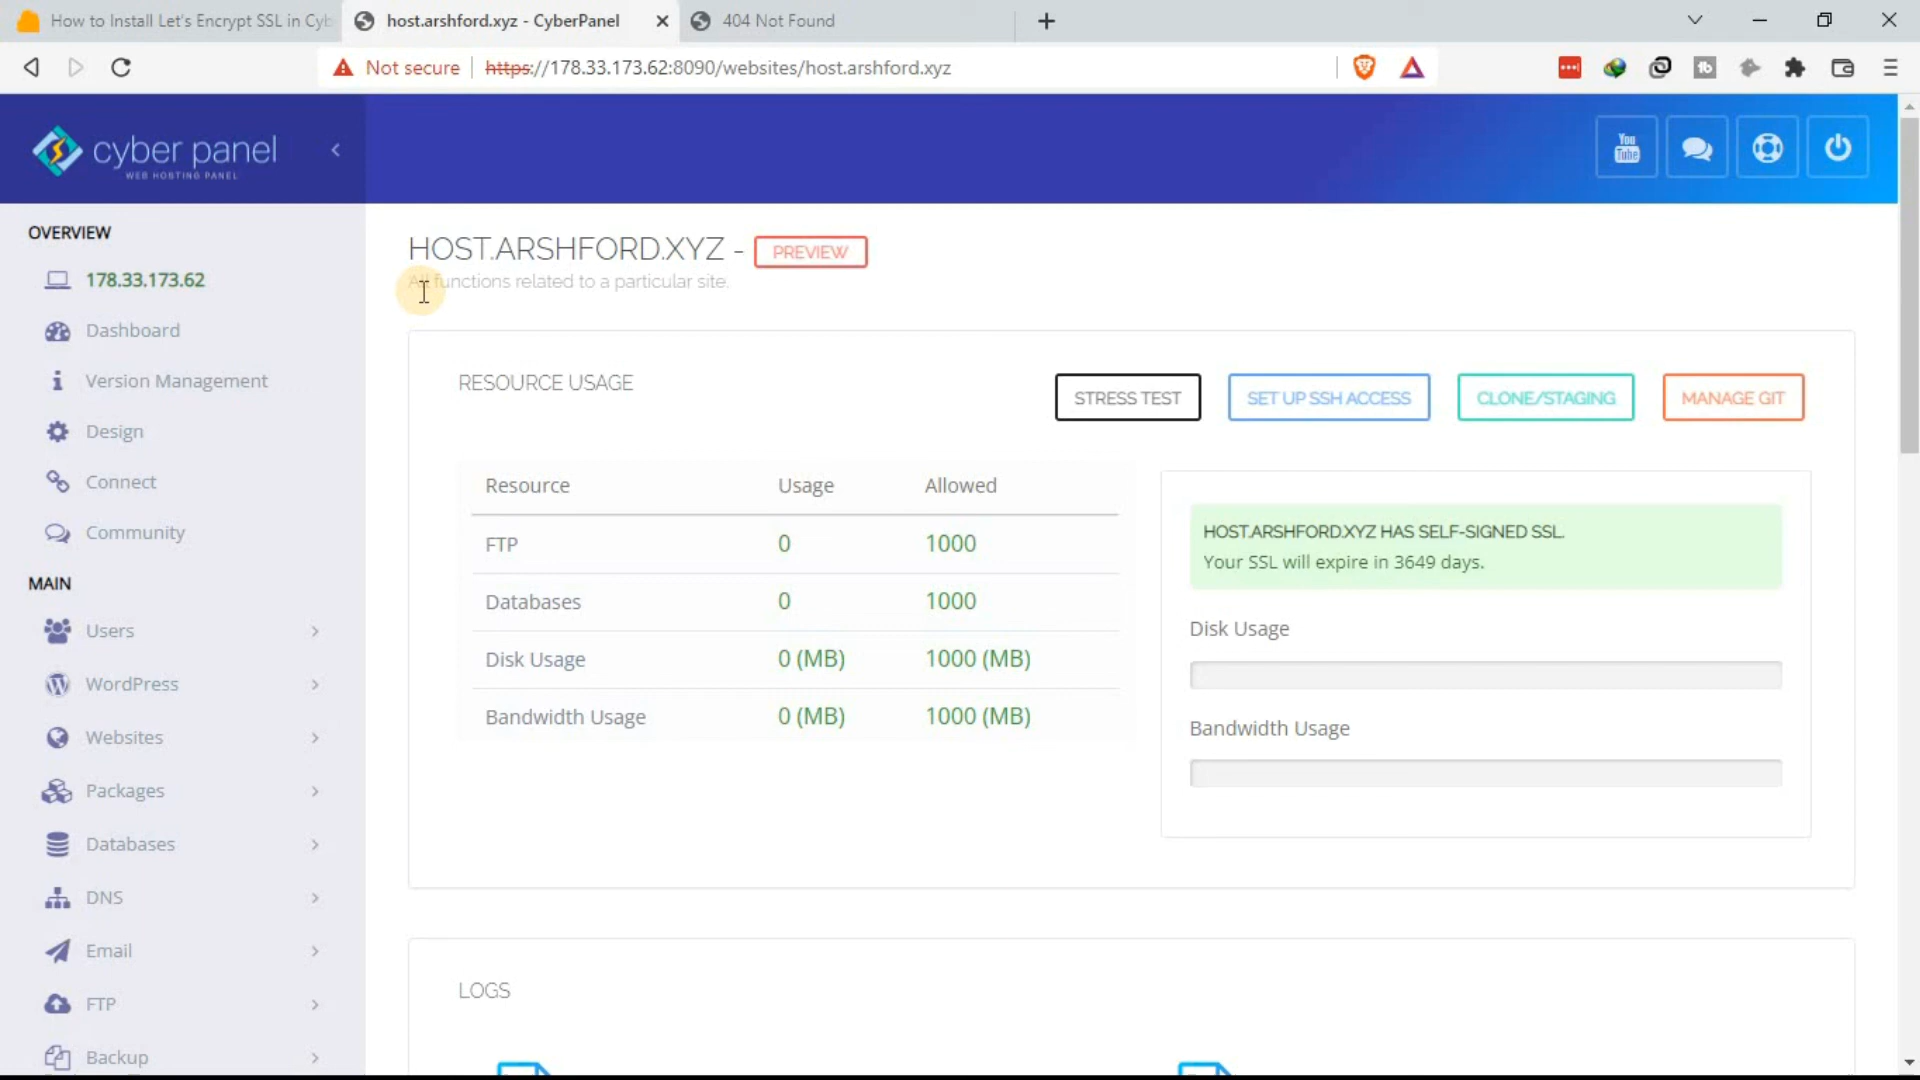 How to Install Let's Encrypt SSL in Cyb
host.arshford.xyz - CyberPanel
404 Not Found
Not secure
https://178.33.173.62:8090/websites/host.arshford.xyz
cyber panel
WEB HOSTING PANEL
You
Tube
OVERVIEW
178.33.173.62
Dashboard
Version Management
Design
Connect
Community
MAIN
Users
WordPress
Websites
Packages
Databases
DNS
Email
FTP
Backup
HOST.ARSHFORD.XYZ - PREVIEW
All functions related to a particular site.
RESOURCE USAGE
STRESS TEST
SET UP SSH ACCESS
CLONE/STAGING
MANAGE GIT
Resource Usage Allowed
FTP 0 1000
Databases 0 1000
Disk Usage 0 (MB) 1000 (MB)
Bandwidth Usage 0 (MB) 1000 (MB)
HOST.ARSHFORD.XYZ HAS SELF-SIGNED SSL.
Your SSL will expire in 3649 days.
Disk Usage
Bandwidth Usage
LOGS